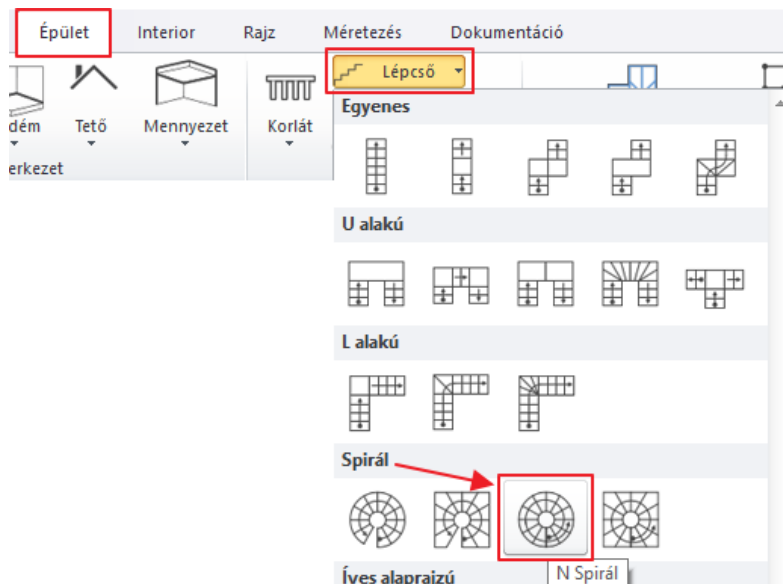 Épület Interior Rajz Méretezés Dokumentáció
Lépcső
dém Tető Mennyezet Korlát
erkezet
Egyenes
U alakú
L alakú
Spirál
N Spirál
Íves alaprajzú